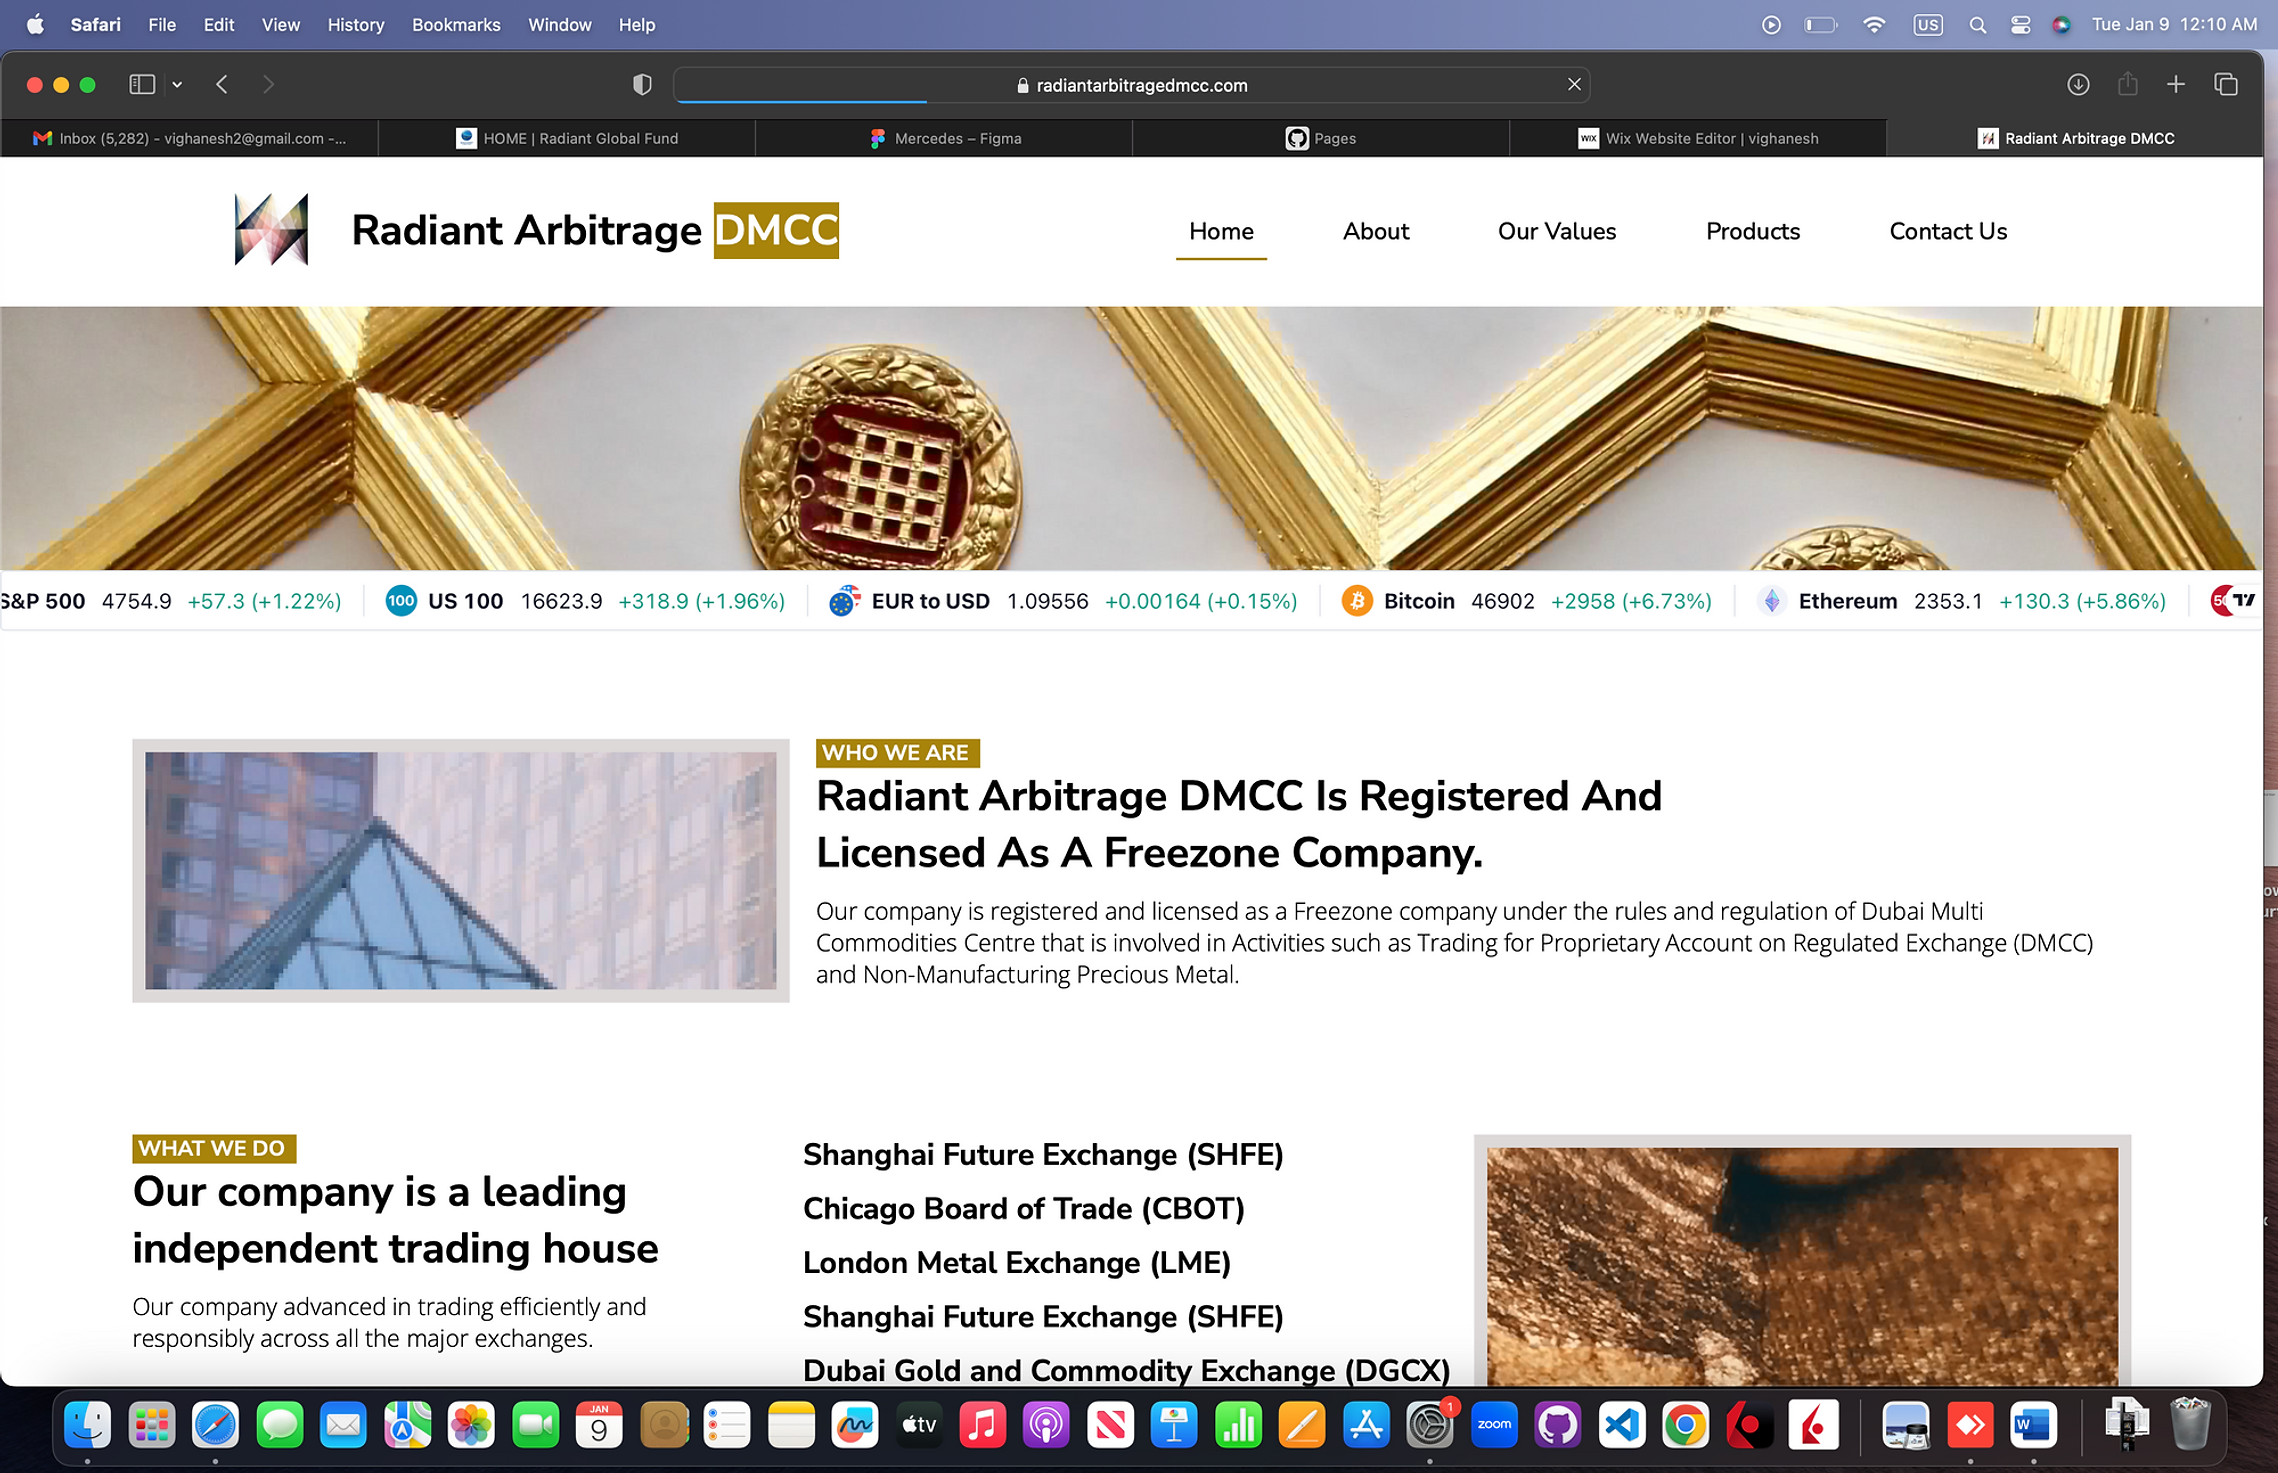 Safari File Edit View History Bookmarks Window Help US Tue Jan 9 12:10 AM
radiantarbitragedmcc.com
Inbox (5,282) - vighanesh2@gmail.com -... HOME | Radiant Global Fund Mercedes – Figma Pages WIX Wix Website Editor | vighanesh Radiant Arbitrage DMCC
Radiant Arbitrage DMCC Home About Our Values Products Contact Us
S&P 500 4754.9 +57.3 (+1.22%) 100 US 100 16623.9 +318.9 (+1.96%) EUR to USD 1.09556 +0.00164 (+0.15%) Bitcoin 46902 +2958 (+6.73%) Ethereum 2353.1 +130.3 (+5.86%)
WHO WE ARE
Radiant Arbitrage DMCC Is Registered And
Licensed As A Freezone Company.
Our company is registered and licensed as a Freezone company under the rules and regulation of Dubai Multi
Commodities Centre that is involved in Activities such as Trading for Proprietary Account on Regulated Exchange (DMCC)
and Non-Manufacturing Precious Metal.
WHAT WE DO
Our company is a leading
independent trading house
Our company advanced in trading efficiently and
responsibly across all the major exchanges.
Shanghai Future Exchange (SHFE)
Chicago Board of Trade (CBOT)
London Metal Exchange (LME)
Shanghai Future Exchange (SHFE)
Dubai Gold and Commodity Exchange (DGCX)
JAN
9
tv
1
zoom
W